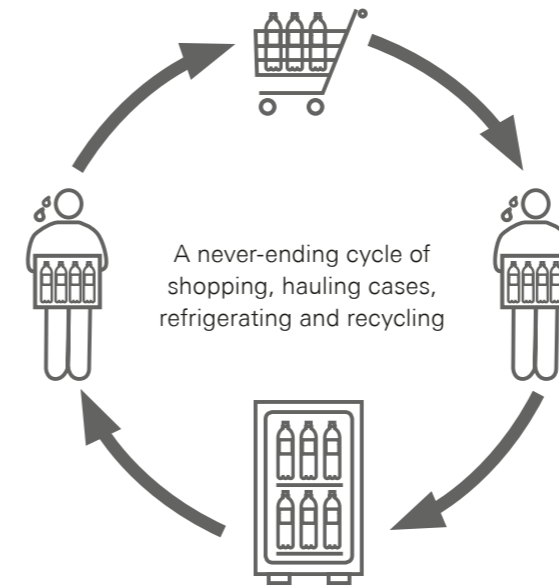 A never-ending cycle of
shopping, hauling cases,
refrigerating and recycling